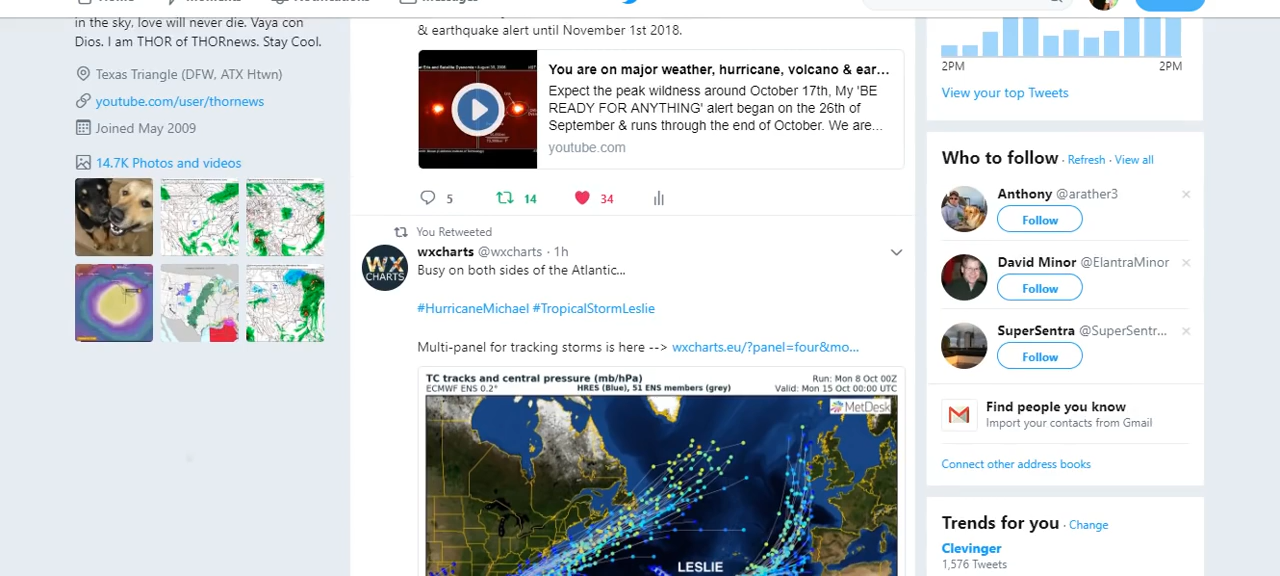 in the sky. love will never die. Vaya con
Dios. I am THOR of THORnews. Stay Cool.
Texas Triangle (DFW, ATX Htwn)
youtube.com/user/thornews
Joined May 2009
14.7K Photos and videos
& earthquake alert until November 1st 2018.
You are on major weather, hurricane, volcano & ear...
Expect the peak wildness around October 17th, My 'BE
READY FOR ANYTHING' alert began on the 26th of
September & runs through the end of October. We are...
youtube.com
5 14 34
You Retweeted
wxcharts @wxcharts · 1h
WX
CHARTS
Busy on both sides of the Atlantic...
#HurricaneMichael #TropicalStormLeslie
Multi-panel for tracking storms is here --> wxcharts.eu/?panel=four&mo...
TC tracks and central pressure (mb/hPa)
Run: Mon 8 Oct 00Z
ECMWF ENS 0.2°
HRES (Blue), 51 ENS members (grey)
Valid: Mon 15 Oct 00:00 UTC
MetDesk
LESLIE
2PM 2PM
View your top Tweets
Who to follow · Refresh · View all
Anthony @arather3
Follow
David Minor @ElantraMinor
Follow
SuperSentra @SuperSentr...
Follow
Find people you know
Import your contacts from Gmail
Connect other address books
Trends for you · Change
Clevinger
1,576 Tweets